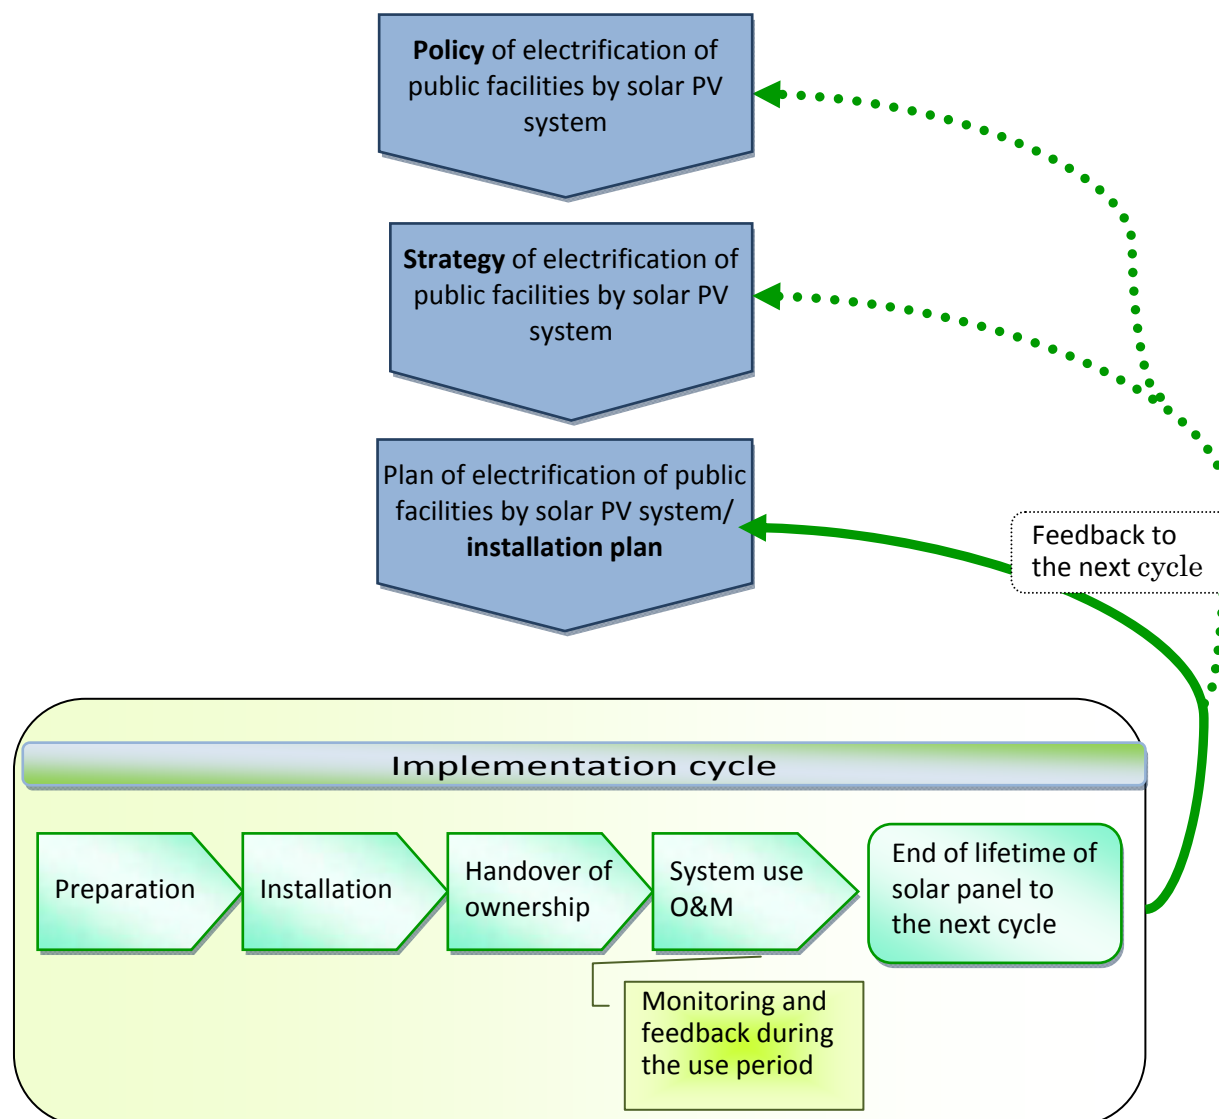 Policy of electrification of
public facilities by solar PV
system
Strategy of electrification of
public facilities by solar PV
system
Plan of electrification of public
facilities by solar PV system/
installation plan
Feedback to
the next cycle
Implementation cycle
Preparation
Installation
Handover of
ownership
System use
O&M
End of lifetime of
solar panel to
the next cycle
Monitoring and
feedback during
the use period